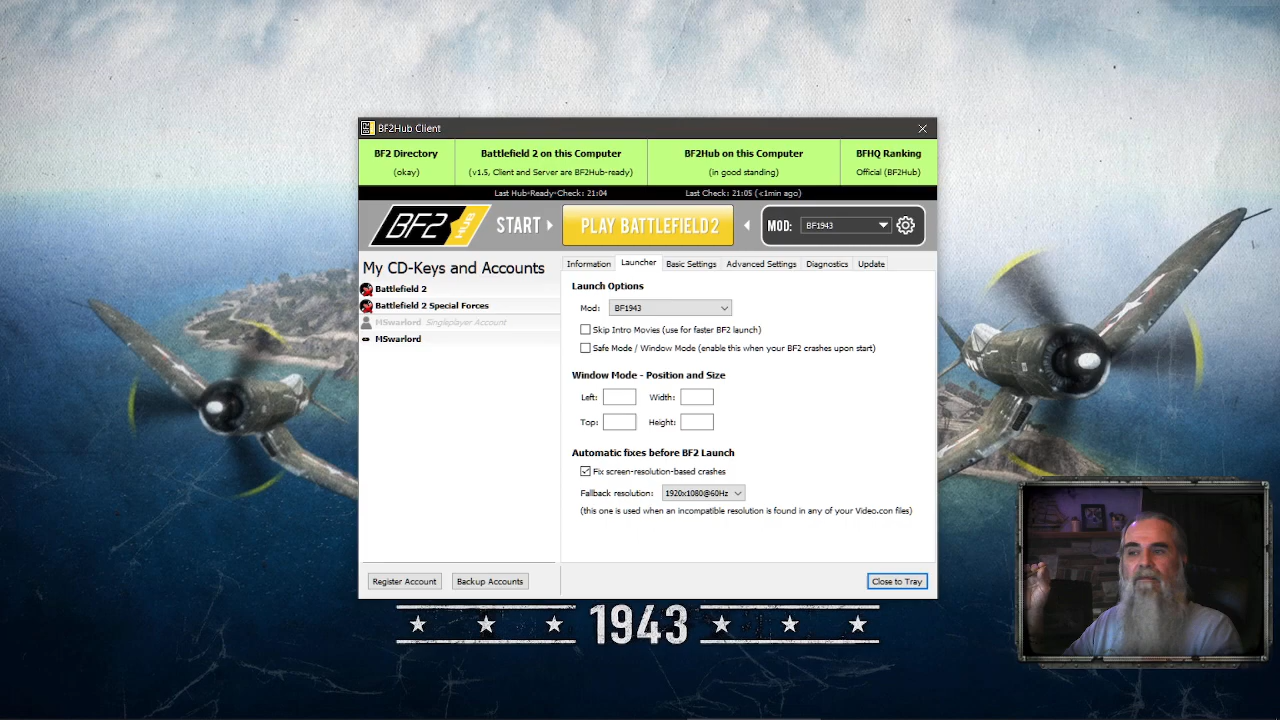 BF2Hub Client
BF2 Directory
(okay)
Battlefield 2 on this Computer
(v1.5, Client and Server are BF2Hub-ready)
BF2Hub on this Computer
(in good standing)
BFHQ Ranking
Official (BF2Hub)
Last Hub-Ready-Check: 21:04
Last Check: 21:05 (<1min ago)
BF2 HUB
START
PLAY BATTLEFIELD 2
MOD: BF1943
My CD-Keys and Accounts
Battlefield 2
Battlefield 2 Special Forces
MSwarlord Singleplayer Account
MSwarlord
Register Account
Backup Accounts
Information Launcher Basic Settings Advanced Settings Diagnostics Update
Launch Options
Mod: BF1943
Skip Intro Movies (use for faster BF2 launch)
Safe Mode / Window Mode (enable this when your BF2 crashes upon start)
Window Mode - Position and Size
Left: Width:
Top: Height:
Automatic fixes before BF2 Launch
Fix screen-resolution-based crashes
Fallback resolution: 1920x1080@60Hz
(this one is used when an incompatible resolution is found in any of your Video.con files)
Close to Tray
1943